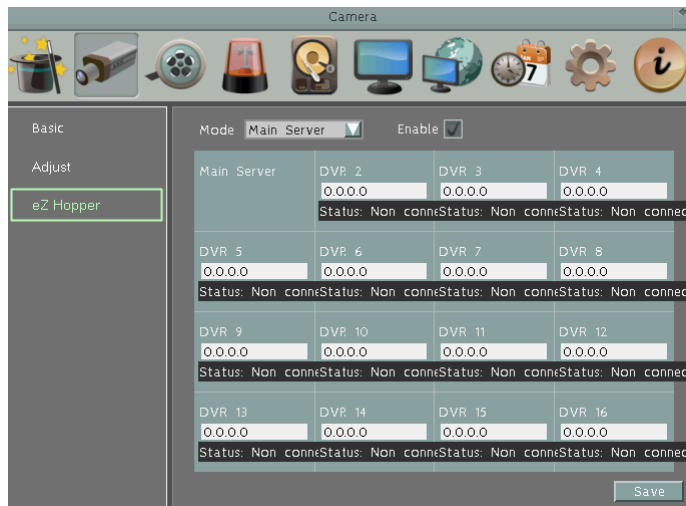 Camera
7
i
Basic
Adjust
eZ Hopper
Mode Main Server Enable
Main Server DVR 2 DVR 3 DVR 4
0.0.0.0 0.0.0.0 0.0.0.0
Status: Non conne Status: Non conne Status: Non connec
DVR 5 DVR 6 DVR 7 DVR 8
0.0.0.0 0.0.0.0 0.0.0.0 0.0.0.0
Status: Non conne Status: Non conne Status: Non conne Status: Non connec
DVR 9 DVR 10 DVR 11 DVR 12
0.0.0.0 0.0.0.0 0.0.0.0 0.0.0.0
Status: Non conne Status: Non conne Status: Non conne Status: Non connec
DVR 13 DVR 14 DVR 15 DVR 16
0.0.0.0 0.0.0.0 0.0.0.0 0.0.0.0
Status: Non conne Status: Non conne Status: Non conne Status: Non connec
Save